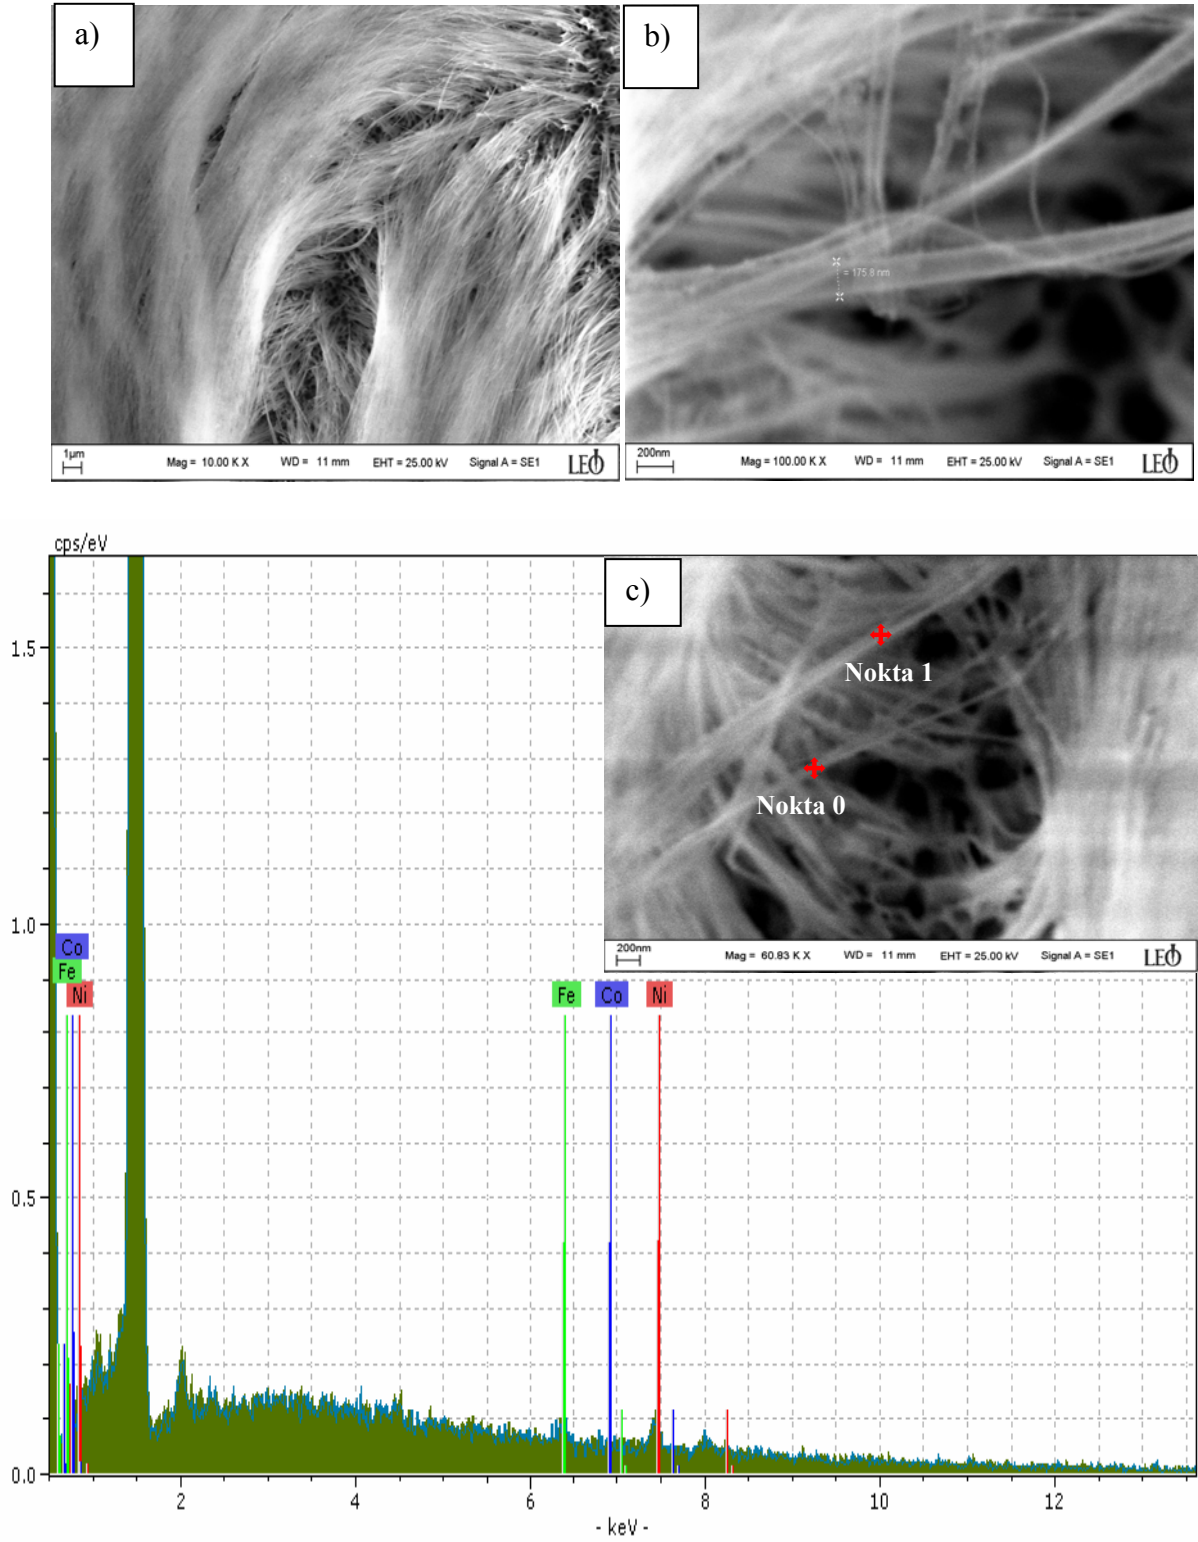 a)
1µm
Mag = 10.00 K X WD = 11 mm EHT = 25.00 kV Signal A = SE1 LEO
b)
= 175.8 nm
200nm
Mag = 100.00 K X WD = 11 mm EHT = 25.00 kV Signal A = SE1 LEO
cps/eV
c)
Nokta 1
Nokta 0
200nm
Mag = 60.83 K X WD = 11 mm EHT = 25.00 kV Signal A = SE1 LEO
1.5
1.0
Co
Fe
Ni
Fe Co Ni
0.5
0.0
2 4 6 8 10 12
- keV -